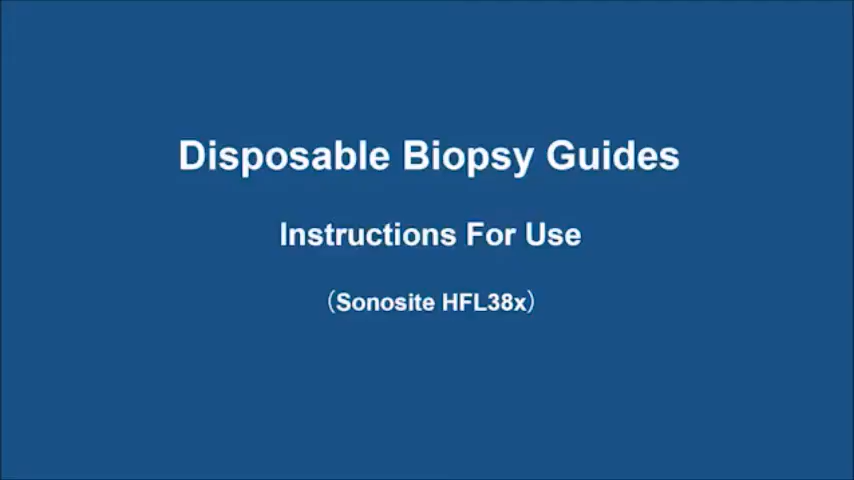 Disposable Biopsy Guides
Instructions For Use
（Sonosite HFL38x）